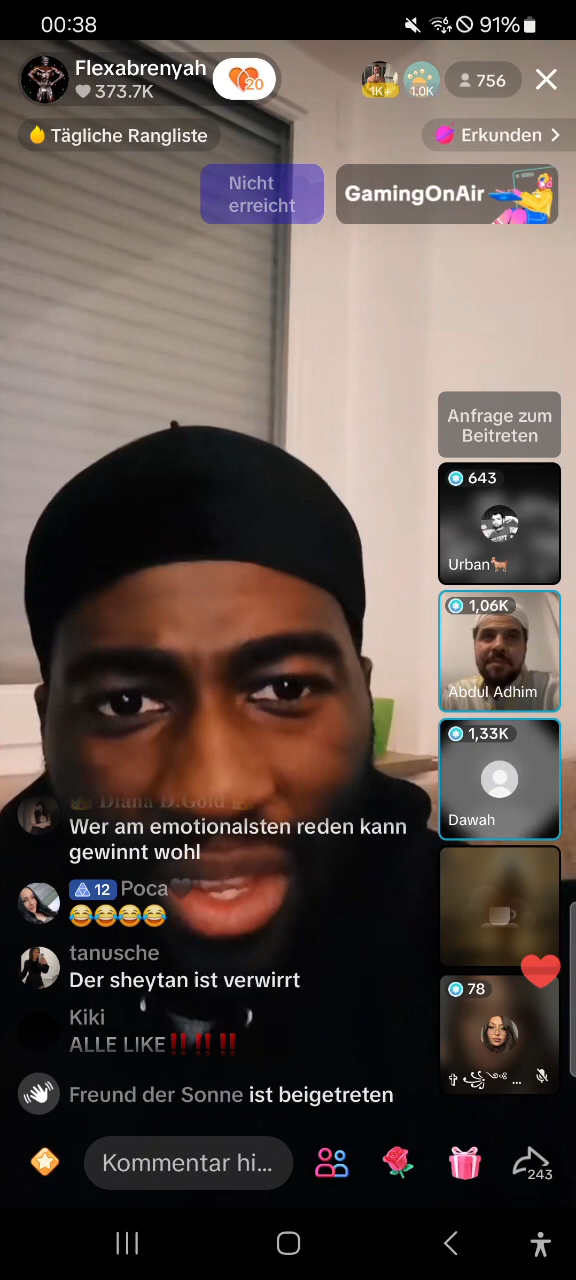 00:38
91%
Flexabrenyah
373.7K
20
1K+
1.0K
756
Tägliche Rangliste
Erkunden
Nicht
erreicht
GamingOnAir
Anfrage zum
Beitreten
643
Urban
1,06K
Abdul Adhim
1,33K
Dawah
Diana D.Gold
Wer am emotionalsten reden kann
gewinnt wohl
12 Poca🖤
😂😂😂😂
tanusche
Der sheytan ist verwirrt
78
Kiki
ALLE LIKE‼️‼️‼️
...
Freund der Sonne ist beigetreten
Kommentar hi...
243